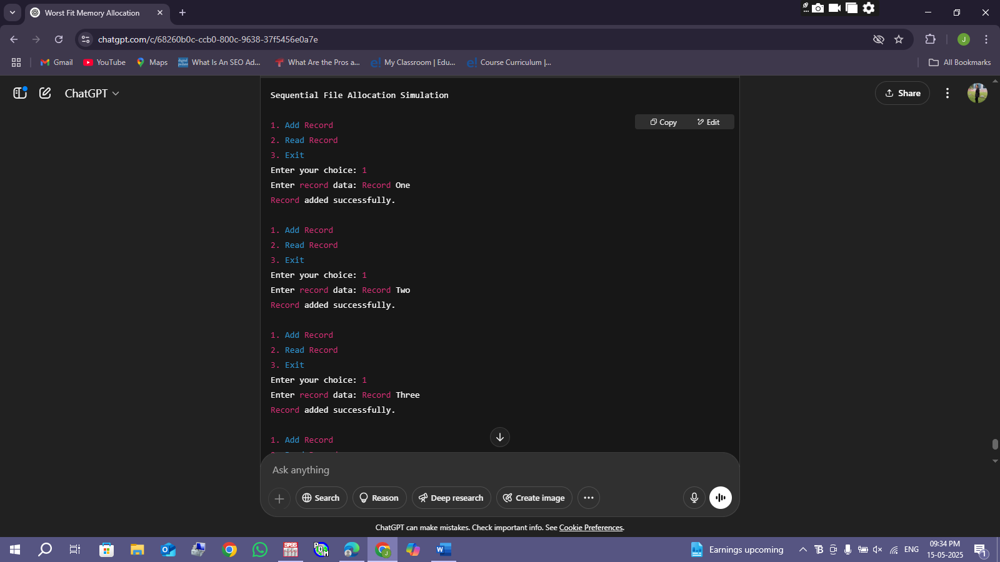 Worst Fit Memory Allocation
chatgpt.com/c/68260b0c-ccb0-800c-9638-37f5456e0a7e
J
Gmail
YouTube
Maps
What Is An SEO Ad...
What Are the Pros a...
My Classroom | Edu...
Course Curriculum |...
All Bookmarks
ChatGPT
Share
Sequential File Allocation Simulation
Copy
Edit
1. Add Record
2. Read Record
3. Exit
Enter your choice: 1
Enter record data: Record One
Record added successfully.
1. Add Record
2. Read Record
3. Exit
Enter your choice: 1
Enter record data: Record Two
Record added successfully.
1. Add Record
2. Read Record
3. Exit
Enter your choice: 1
Enter record data: Record Three
Record added successfully.
1. Add Record
Ask anything
Search
Reason
Deep research
Create image
ChatGPT can make mistakes. Check important info. See Cookie Preferences.
SPSS
Earnings upcoming
ENG
09:34 PM
15-05-2025
1